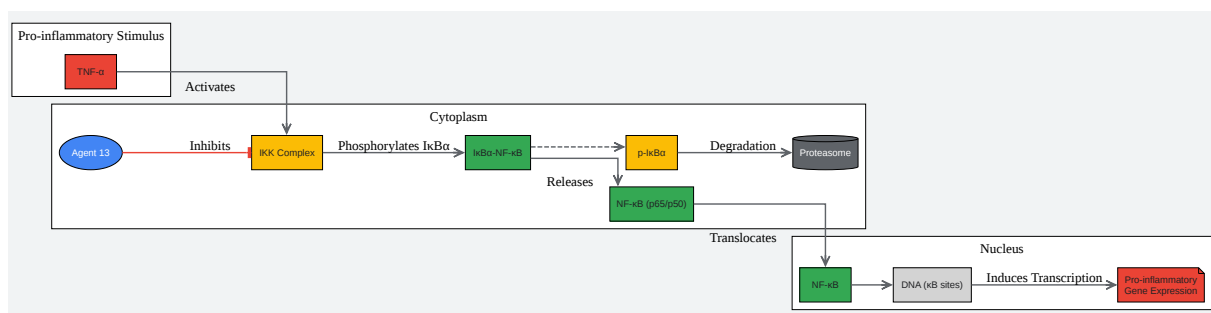 Pro-inflammatory Stimulus
TNF-α
Activates
Cytoplasm
Agent 13
Inhibits
IKK Complex
Phosphorylates IκBα
IκBα-NF-κB
p-IκBα
Degradation
Proteasome
Releases
NF-κB (p65/p50)
Translocates
Nucleus
NF-κB
DNA (κB sites)
Induces Transcription
Pro-inflammatory
Gene Expression